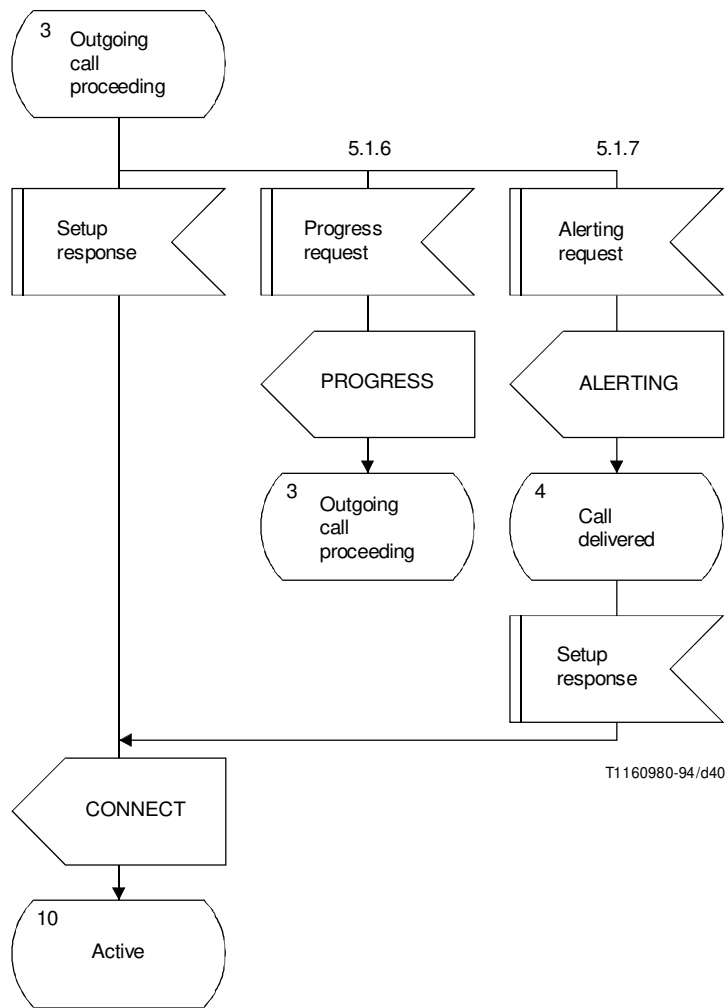 3
Outgoing
call
proceeding
5.1.6
5.1.7
Setup
response
Progress
request
Alerting
request
PROGRESS
ALERTING
3
Outgoing
call
proceeding
4
Call
delivered
Setup
response
T1160980-94/d40
CONNECT
10
Active